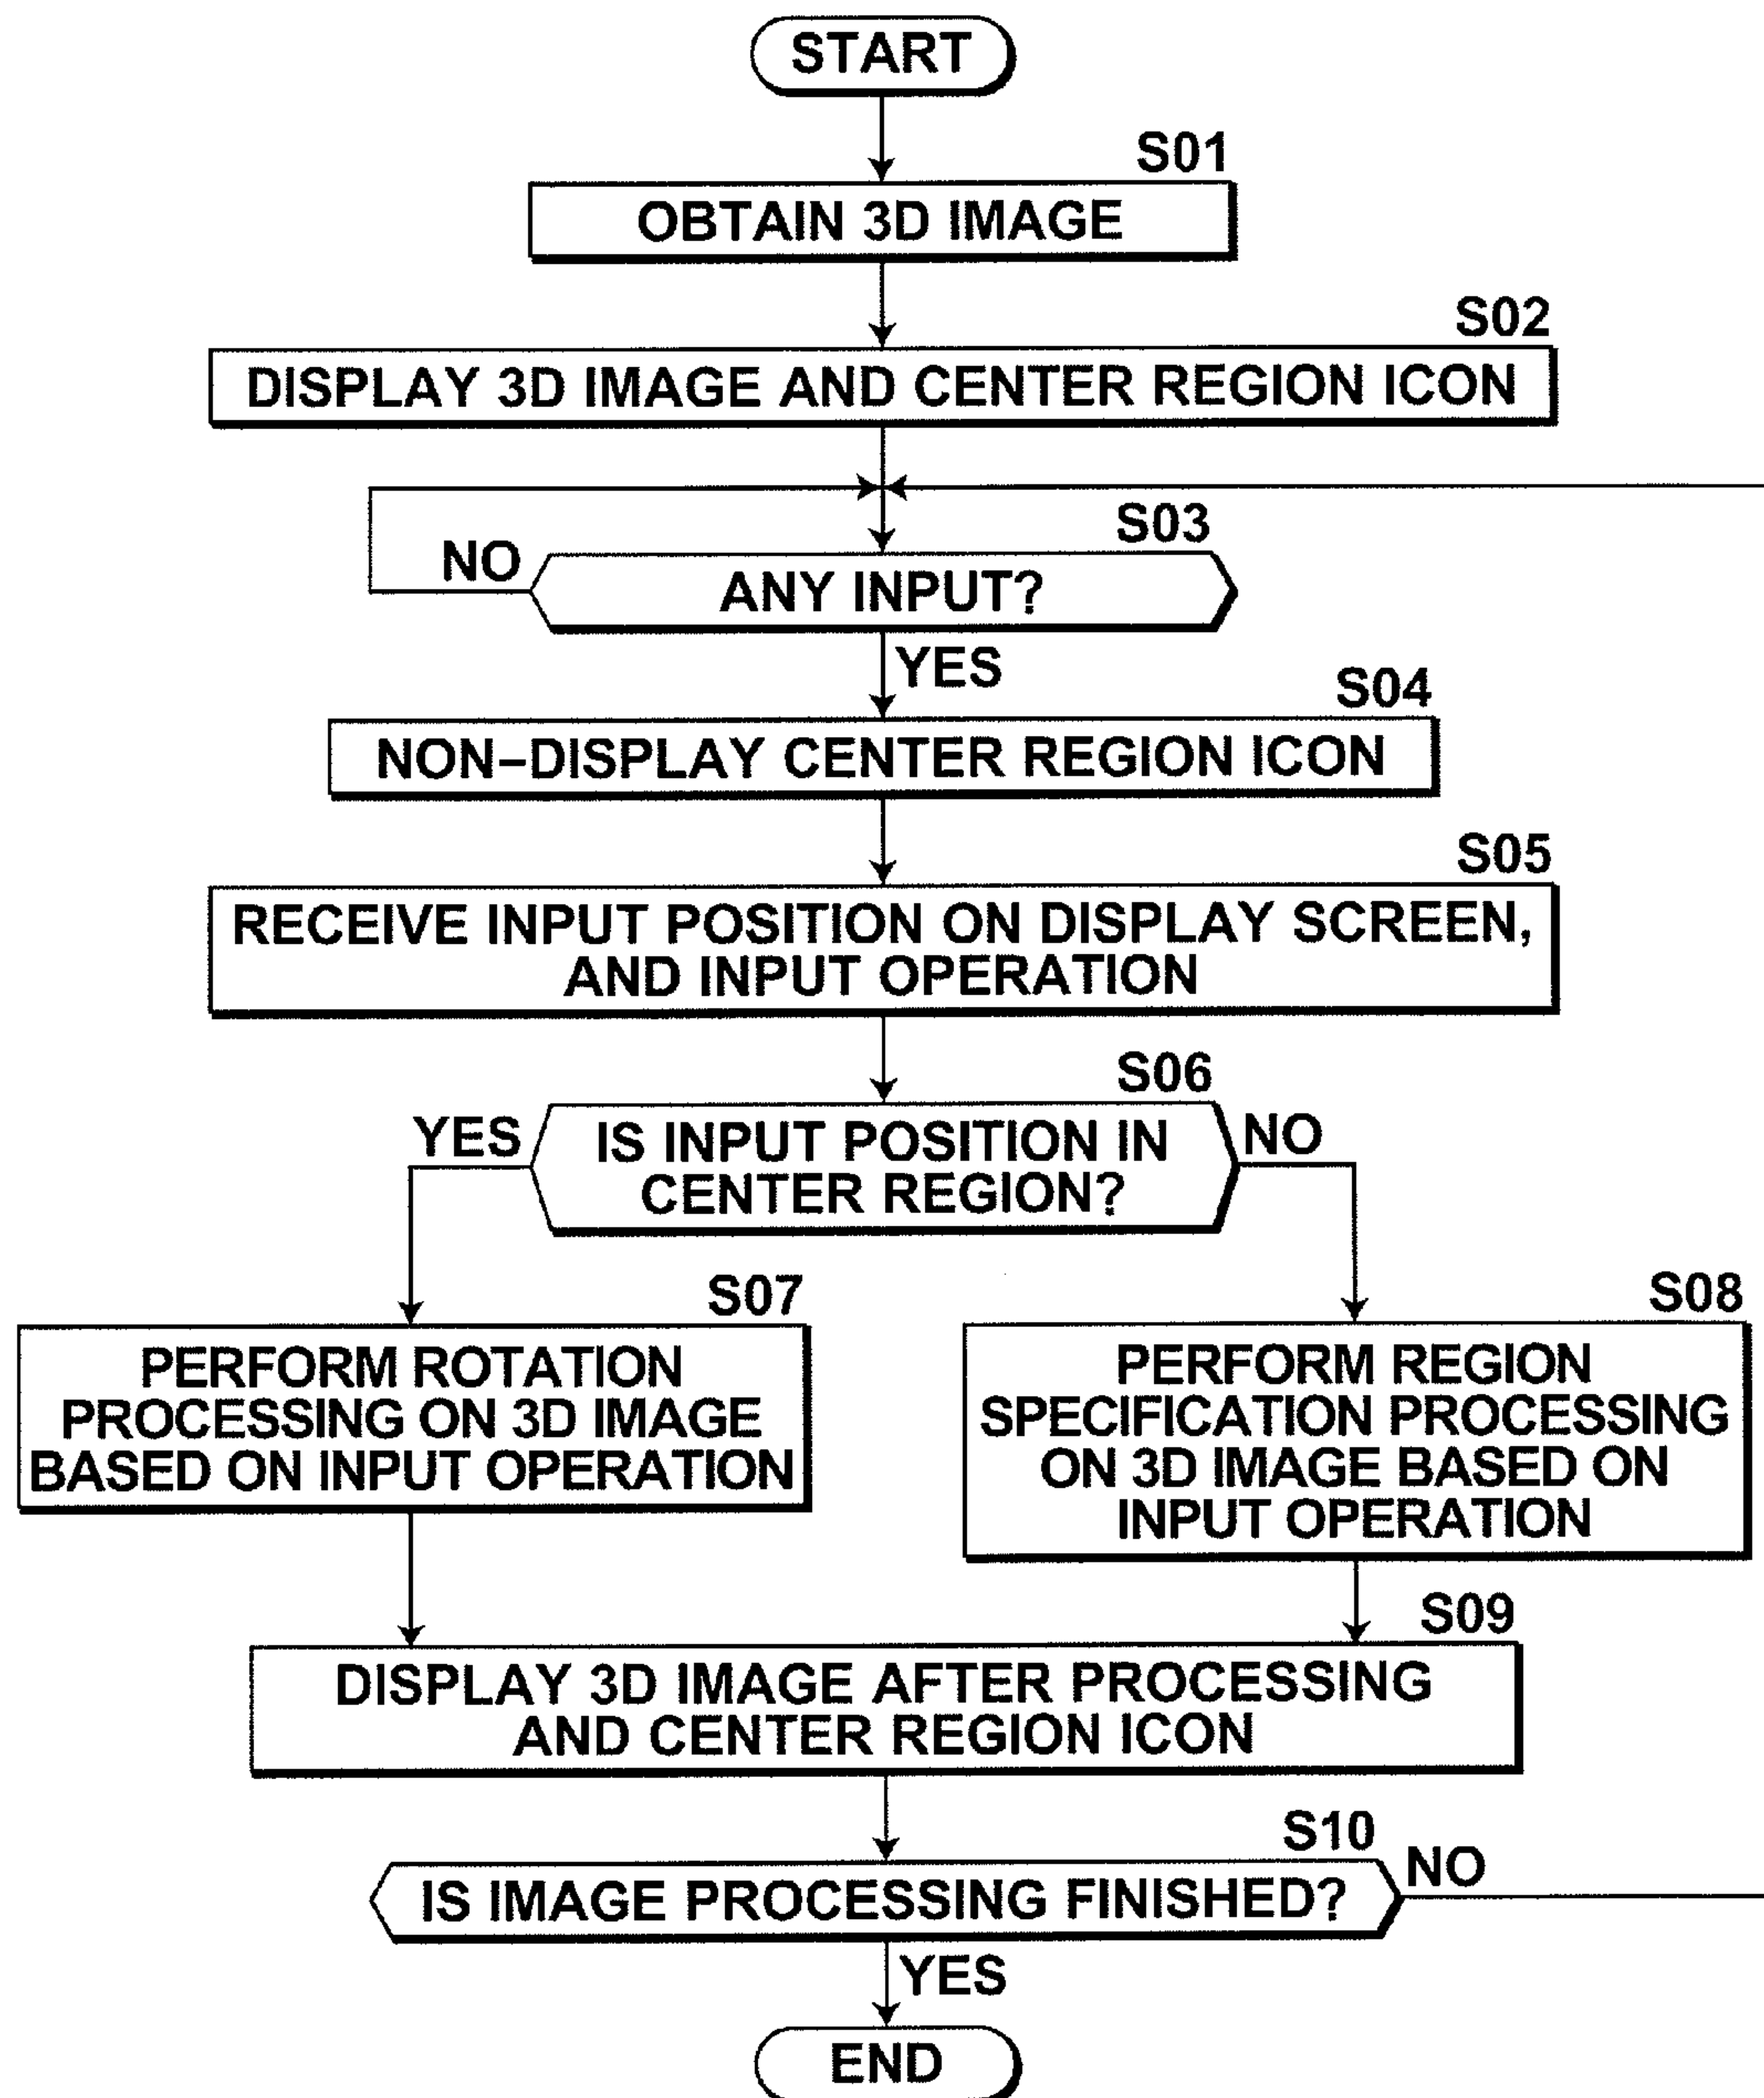 START
S01
OBTAIN 3D IMAGE
S02
DISPLAY 3D IMAGE AND CENTER REGION ICON
S03
NO
ANY INPUT?
YES
S04
NON–DISPLAY CENTER REGION ICON
S05
RECEIVE INPUT POSITION ON DISPLAY SCREEN,
AND INPUT OPERATION
S06
YES
IS INPUT POSITION IN
CENTER REGION?
NO
S07
PERFORM ROTATION
PROCESSING ON 3D IMAGE
BASED ON INPUT OPERATION
S08
PERFORM REGION
SPECIFICATION PROCESSING
ON 3D IMAGE BASED ON
INPUT OPERATION
S09
DISPLAY 3D IMAGE AFTER PROCESSING
AND CENTER REGION ICON
S10
IS IMAGE PROCESSING FINISHED?
NO
YES
END